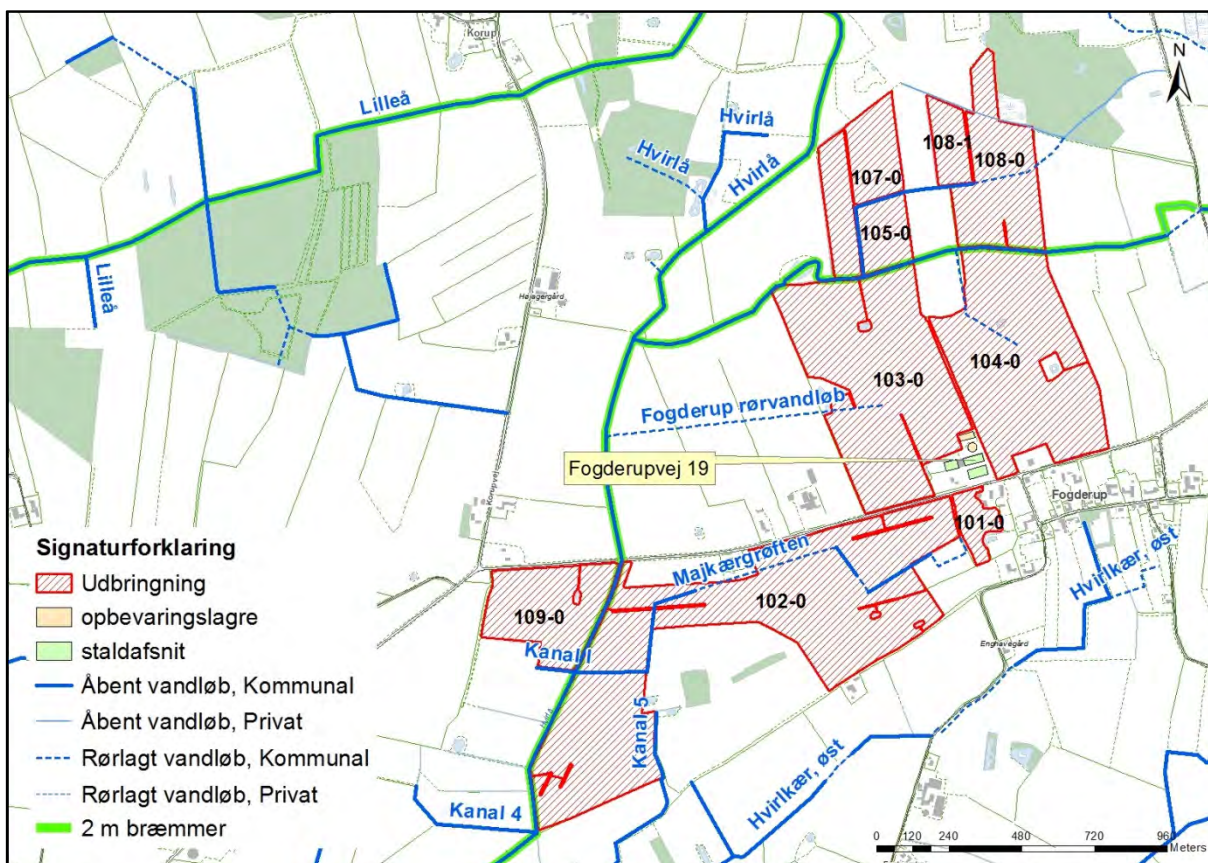 Korup
N
Lilleå
Hvirlå
Hvirlå
Hvirlå
108-1
108-0
107-0
105-0
Lilleå
Højagergård
103-0
104-0
Fogderup rørvandløb
Fogderupvej 19
Korupvej
Fogderup
101-0
Majkærgrøften
Hvirlkær, øst
109-0
102-0
Kanal I
Enghavegård
Kanal 5
Hvirlkær, øst
Kanal 4
Signaturforklaring
Udbringning
opbevaringslagre
staldafsnit
Åbent vandløb, Kommunal
Åbent vandløb, Privat
Rørlagt vandløb, Kommunal
Rørlagt vandløb, Privat
2 m bræmmer
0 120 240 480 720 960
Meters